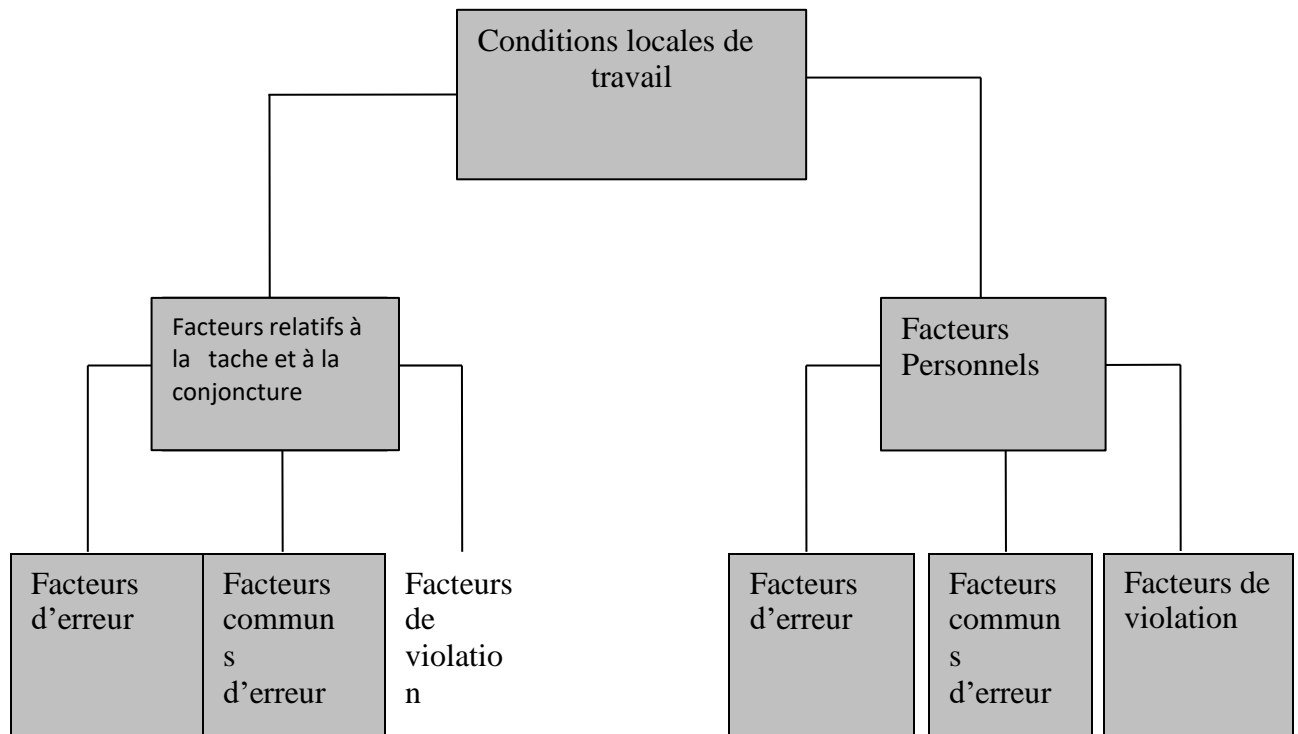 Conditions locales de
travail
Facteurs relatifs à
la tache et à la
conjoncture
Facteurs
Personnels
Facteurs
d’erreur
Facteurs
commun
s
d’erreur
Facteurs
de
violatio
n
Facteurs
d’erreur
Facteurs
commun
s
d’erreur
Facteurs de
violation